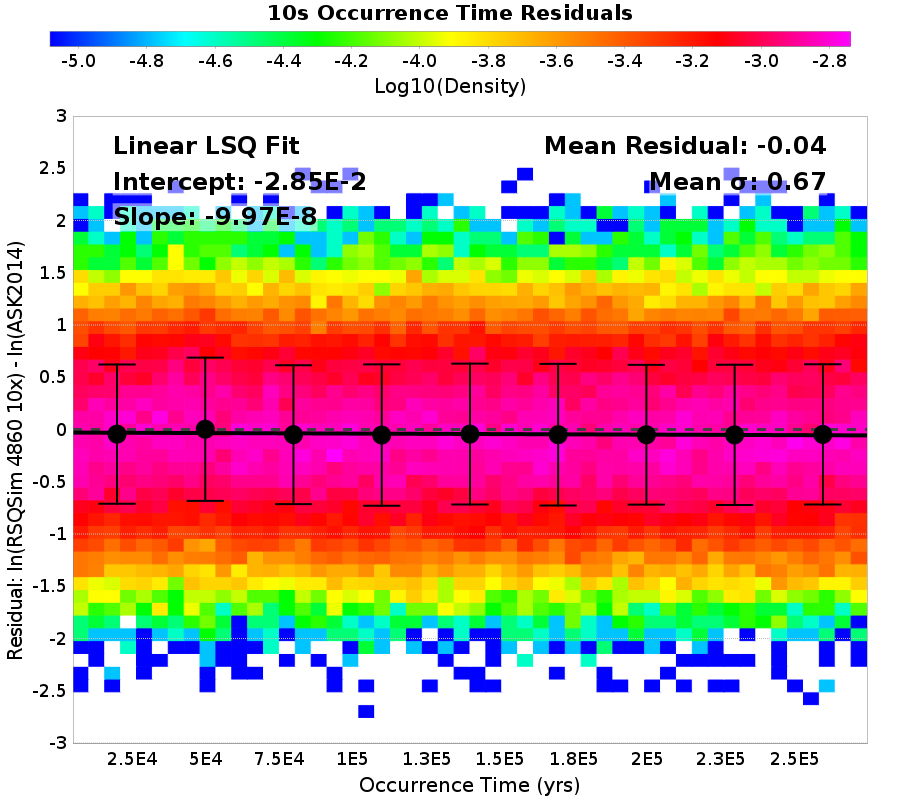 10s Occurrence Time Residuals
-5.0 -4.8 -4.6 -4.4 -4.2 -4.0 -3.8 -3.6 -3.4 -3.2 -3.0 -2.8
Log10(Density)
Linear LSQ Fit
Intercept: -2.85E-2
Slope: -9.97E-8
Mean Residual: -0.04
Mean σ: 0.67
3
2.5
2
1.5
1
0.5
0
-0.5
-1
-1.5
-2
-2.5
-3
Residual: ln(RSQSim 4860 10x) - ln(ASK2014)
2.5E4 5E4 7.5E4 1E5 1.3E5 1.5E5 1.8E5 2E5 2.3E5 2.5E5
Occurrence Time (yrs)